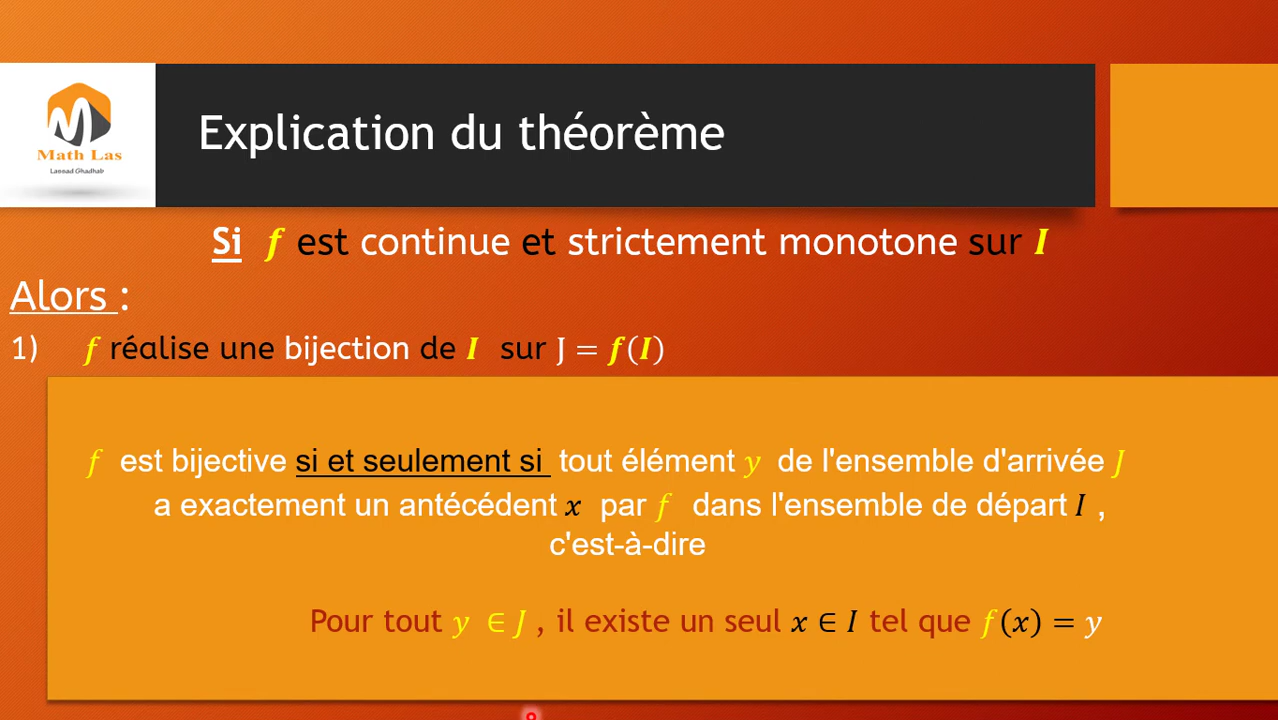 Math Las
Lassad Ghadhab
Explication du théorème
Si f est continue et strictement monotone sur I
Alors :
1) f réalise une bijection de I sur J = f(I)
f est bijective si et seulement si tout élément y de l'ensemble d'arrivée J
a exactement un antécédent x par f dans l'ensemble de départ I ,
c'est-à-dire
Pour tout y ∈ J , il existe un seul x ∈ I tel que f(x) = y